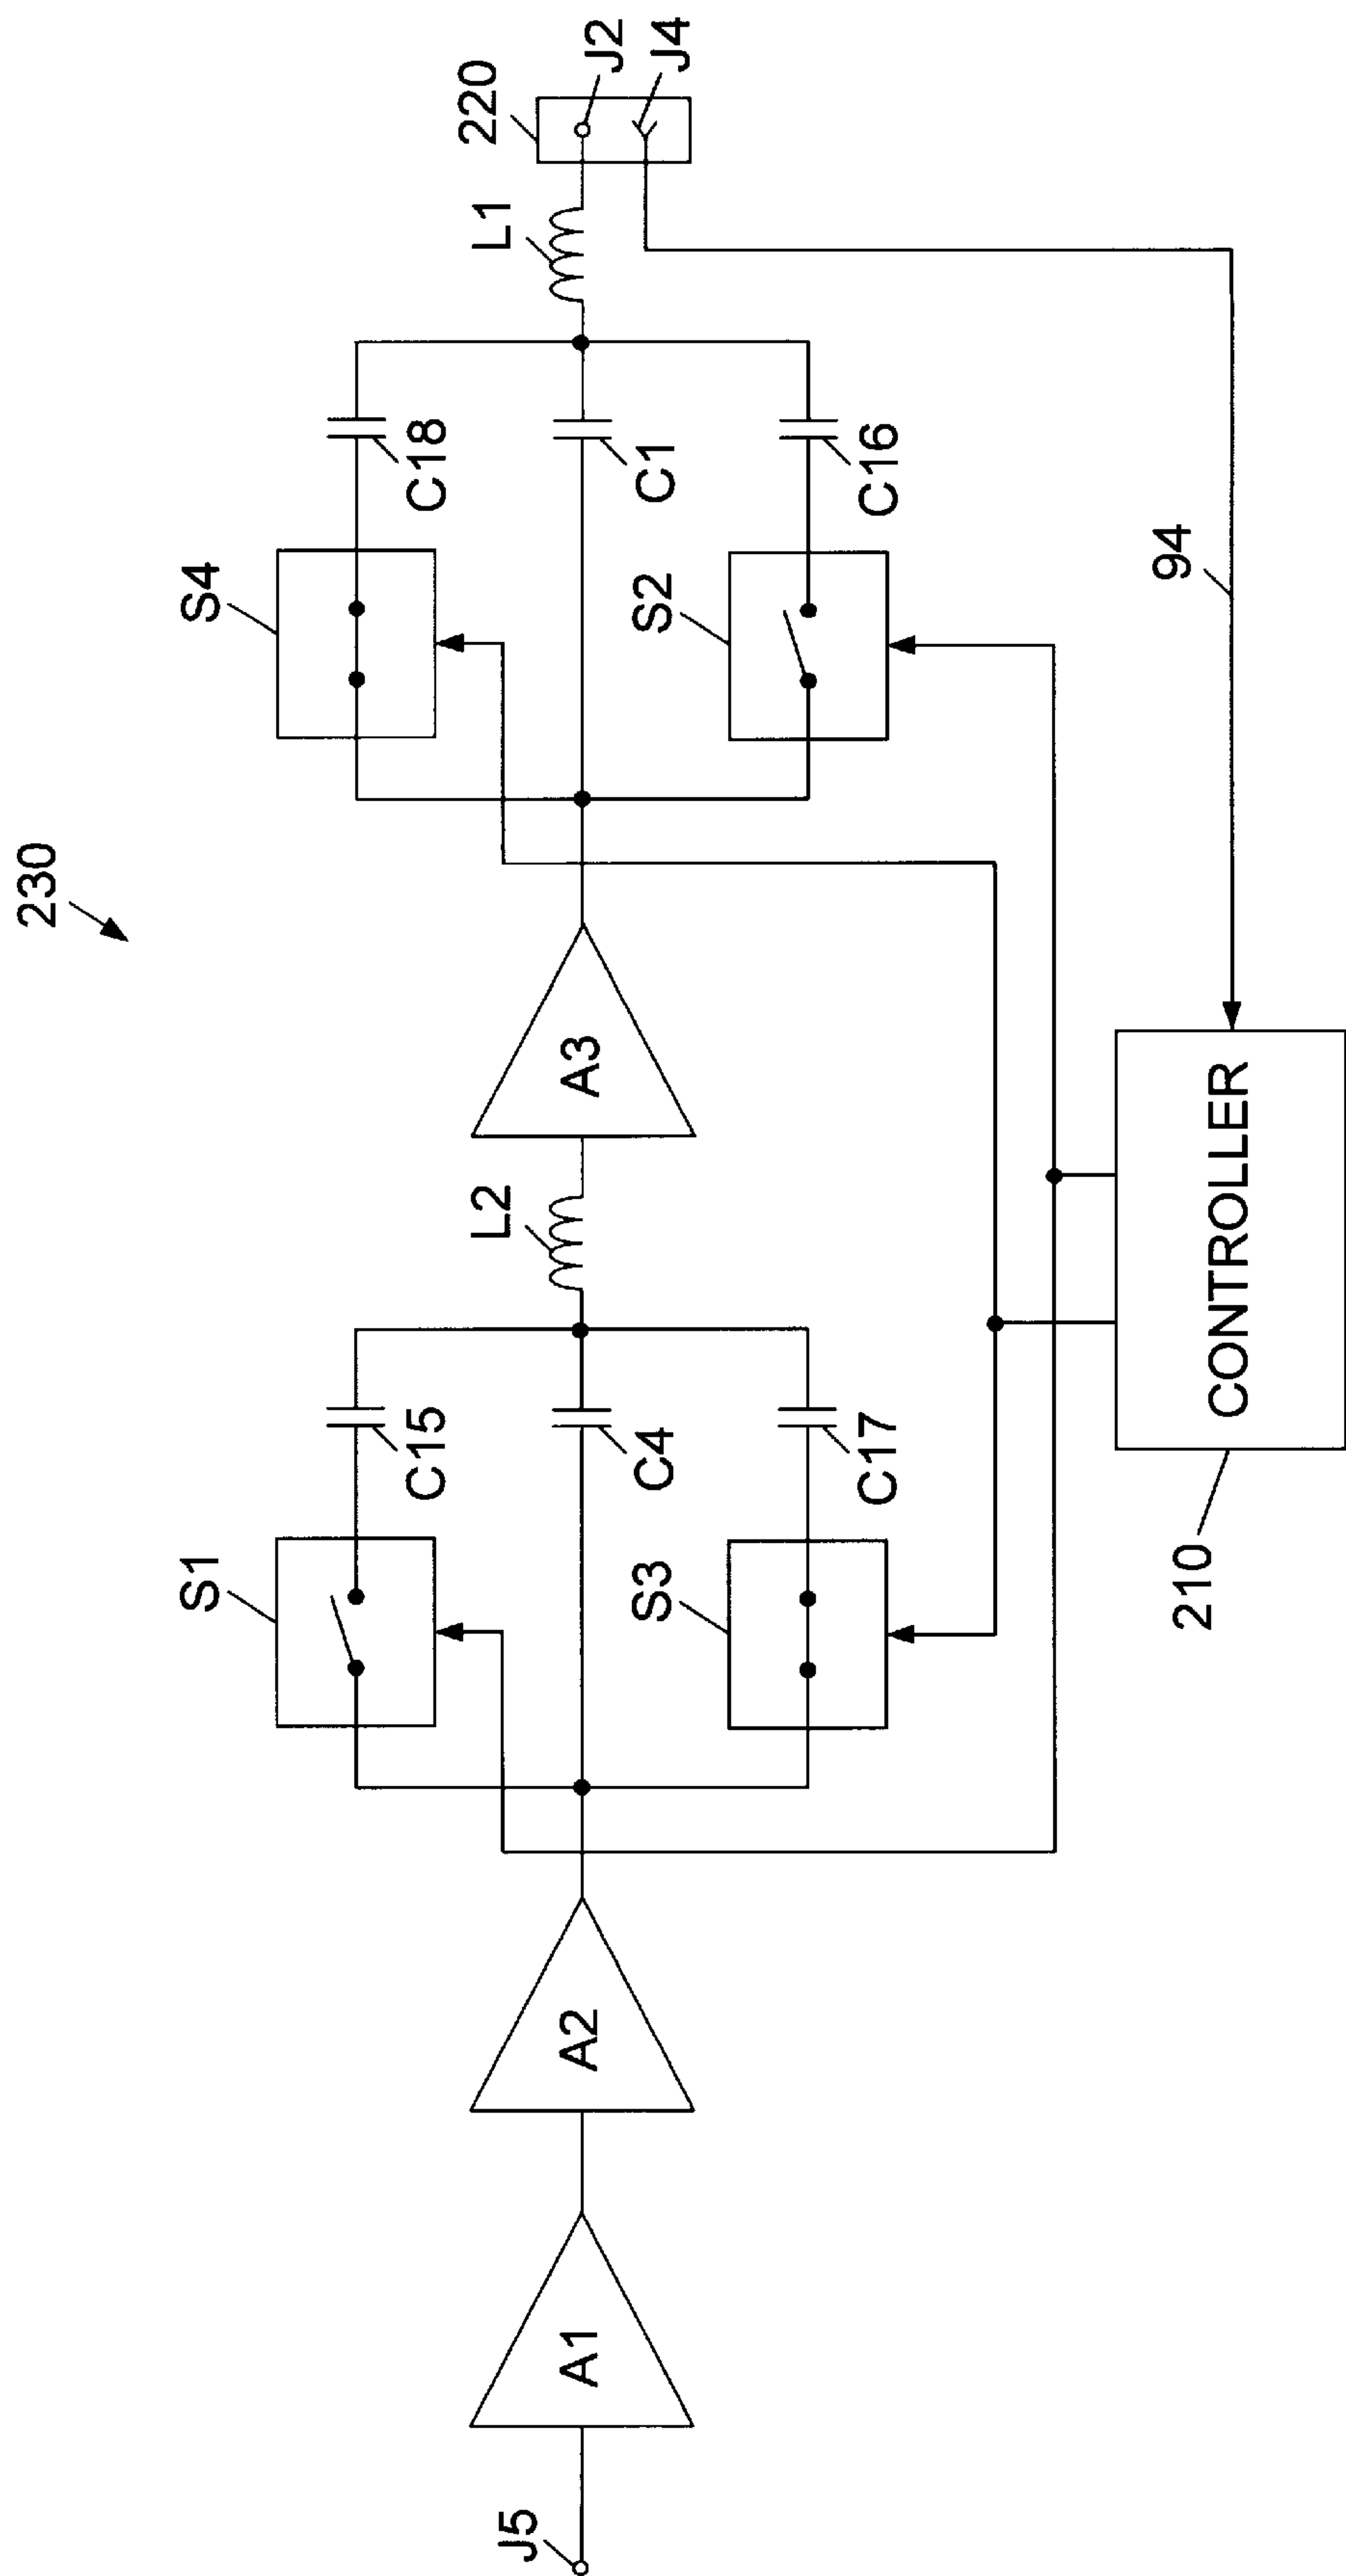 230
S1
C15
L2
S4
C18
L1
220
J2
J4
J5
A1
A2
C4
A3
C1
S3
C17
S2
C16
94
210
CONTROLLER